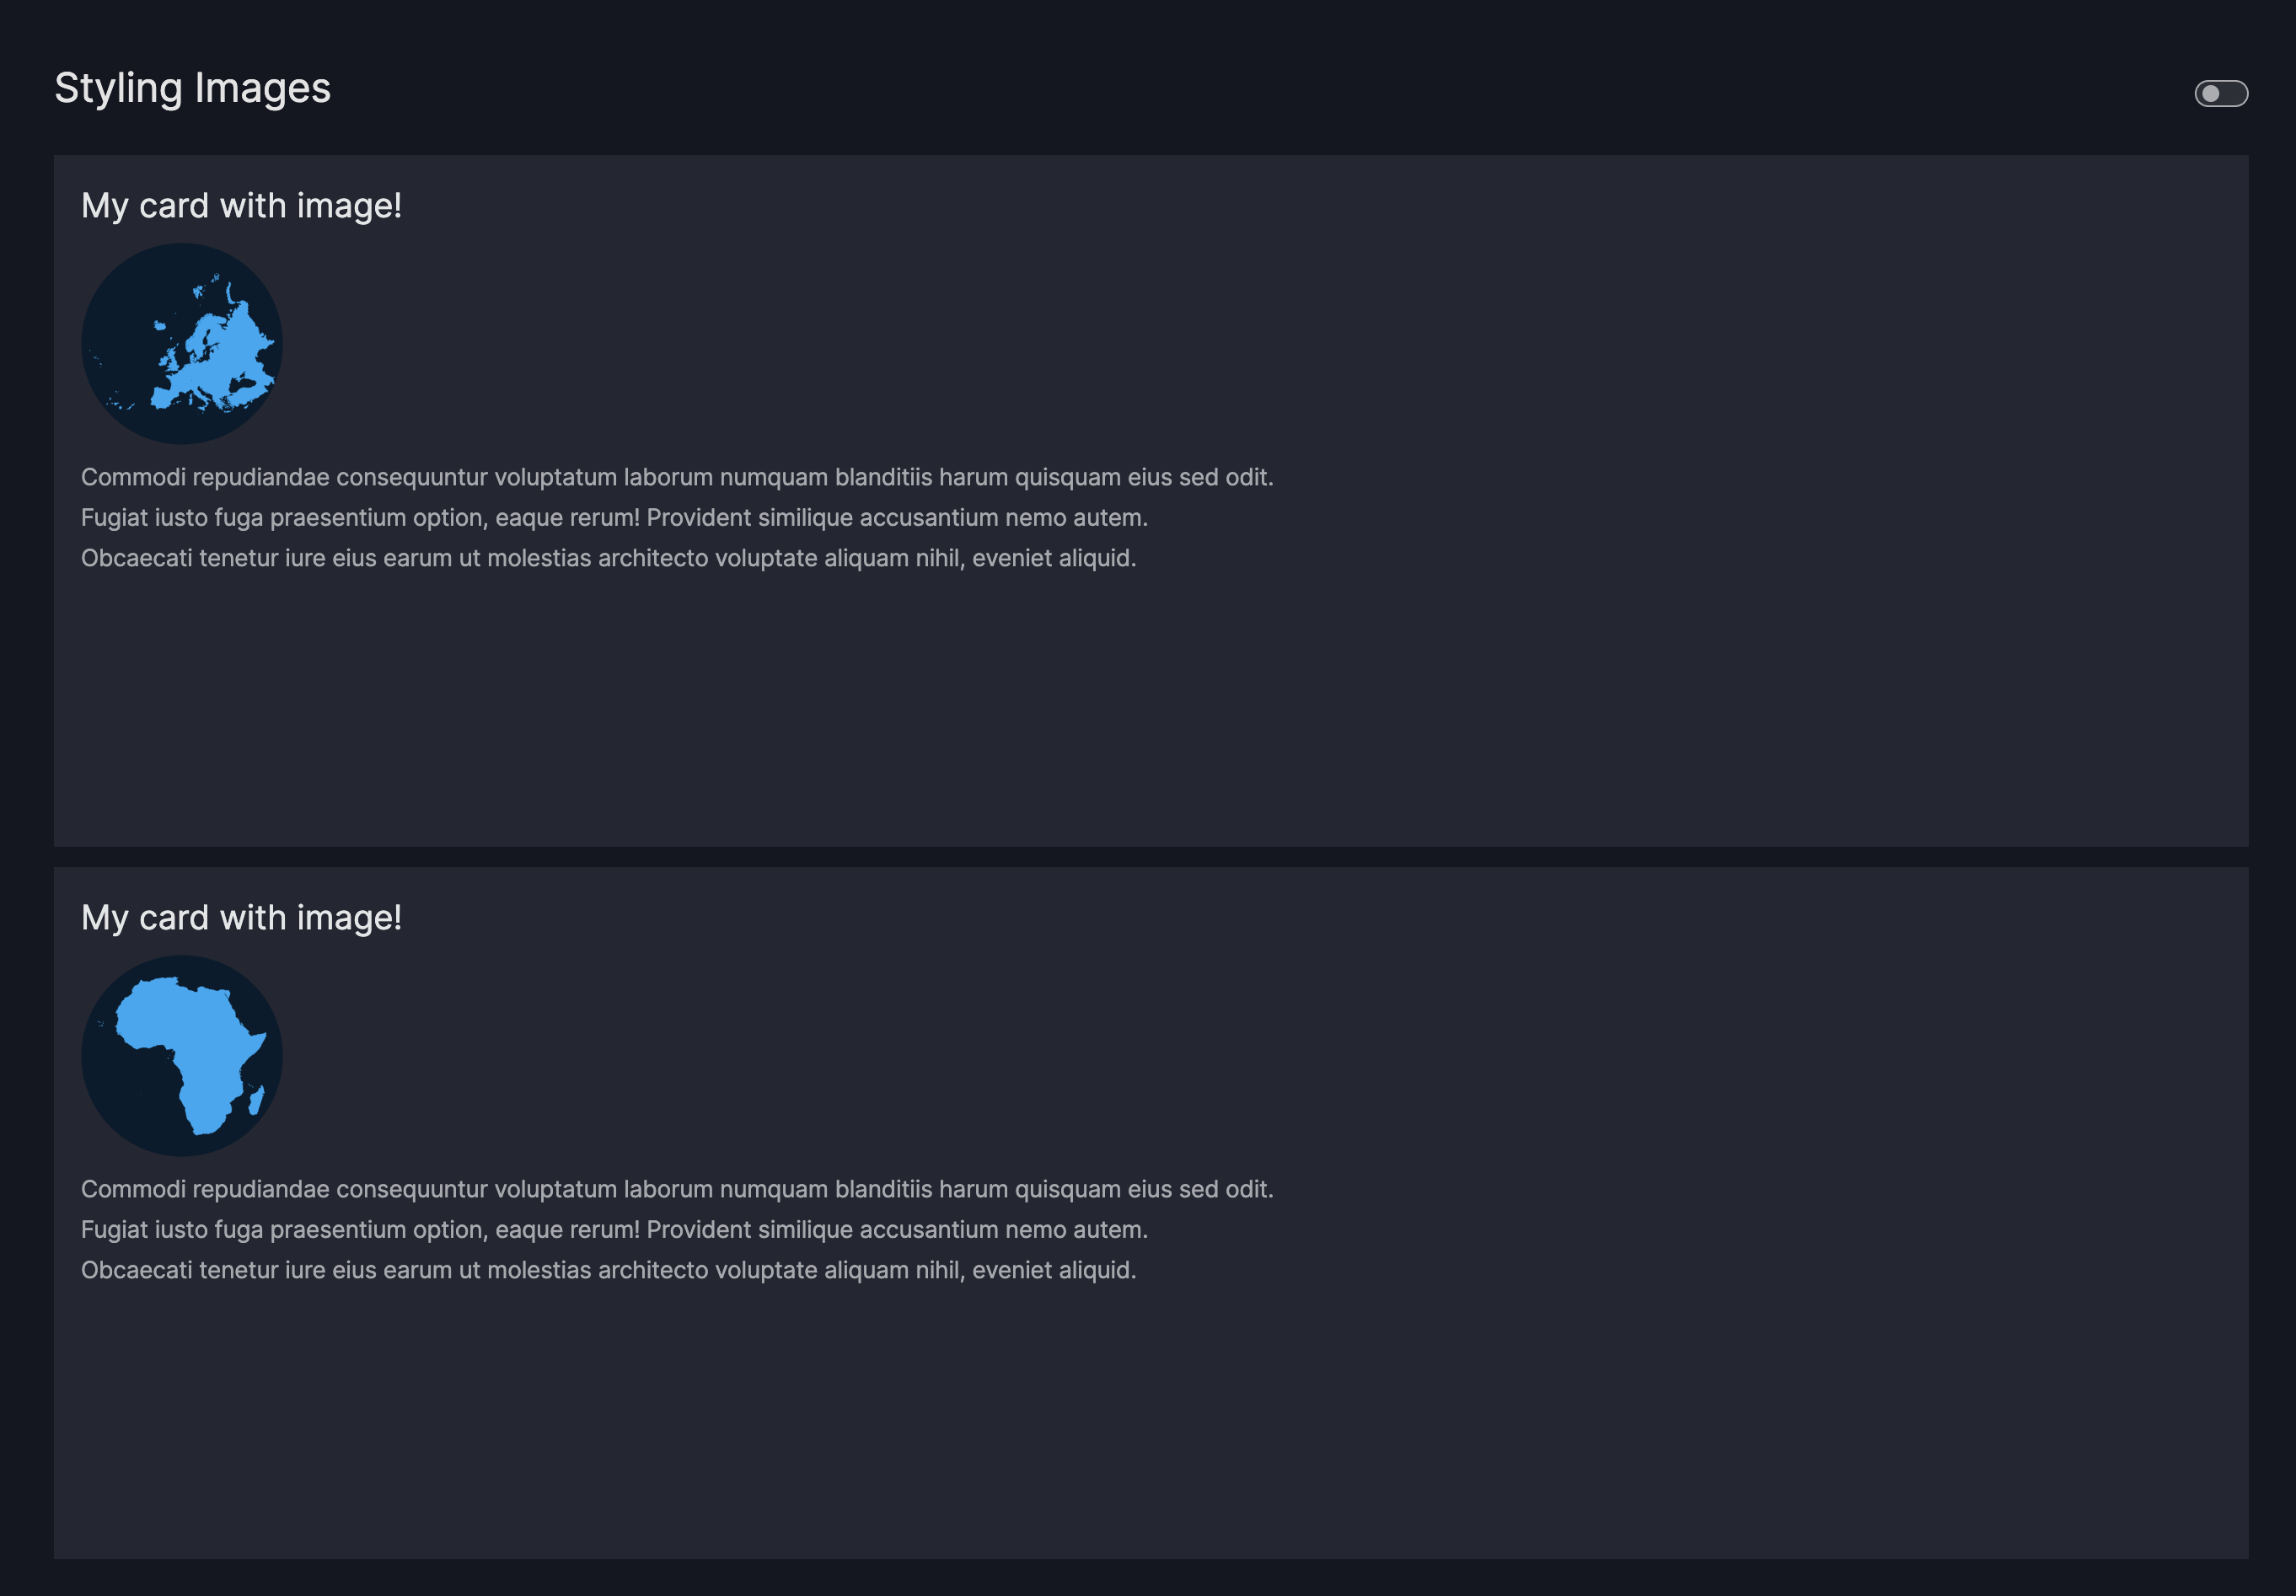 Styling Images
My card with image!
Commodi repudiandae consequuntur voluptatum laborum numquam blanditiis harum quisquam eius sed odit.
Fugiat iusto fuga praesentium option, eaque rerum! Provident similique accusantium nemo autem.
Obcaecati tenetur iure eius earum ut molestias architecto voluptate aliquam nihil, eveniet aliquid.
My card with image!
Commodi repudiandae consequuntur voluptatum laborum numquam blanditiis harum quisquam eius sed odit.
Fugiat iusto fuga praesentium option, eaque rerum! Provident similique accusantium nemo autem.
Obcaecati tenetur iure eius earum ut molestias architecto voluptate aliquam nihil, eveniet aliquid.